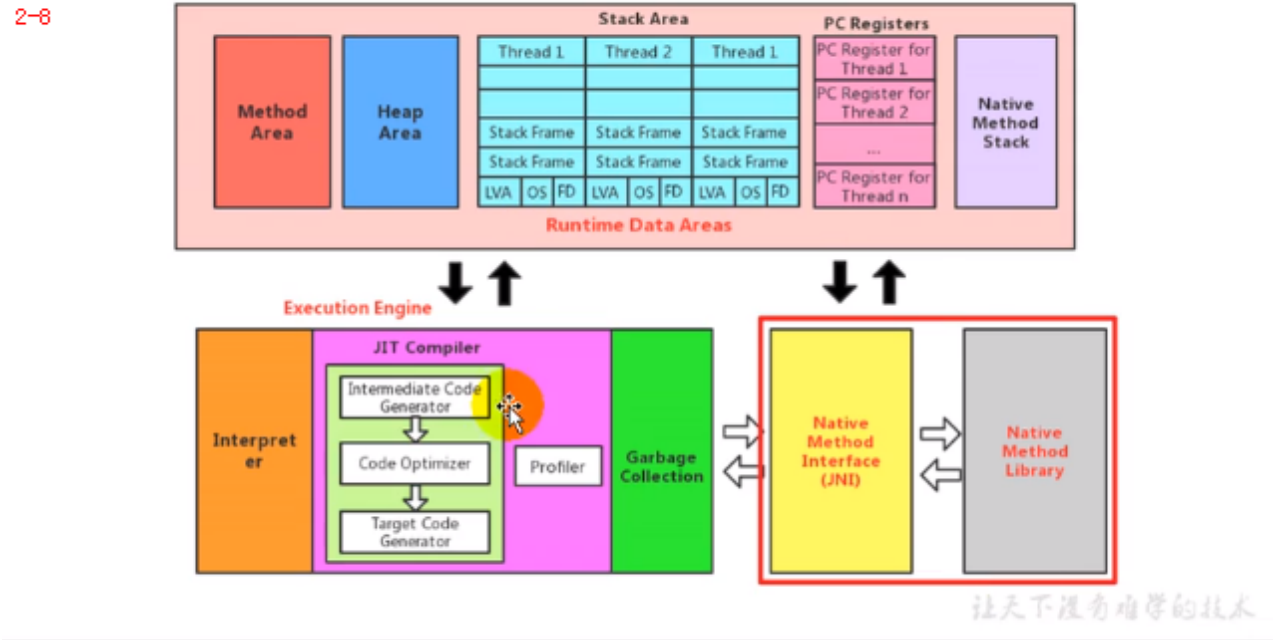 2-8
Stack Area
PC Registers
Method
Area
Heap
Area
Thread 1
Thread 2
Thread 1
Stack Frame
Stack Frame
Stack Frame
Stack Frame
Stack Frame
Stack Frame
LVA
OS
FD
LVA
OS
FD
LVA
OS
FD
PC Register for
Thread 1
PC Register for
Thread 2
...
PC Register for
Thread n
Native
Method
Stack
Runtime Data Areas
Execution Engine
Interpret
er
JIT Compiler
Intermediate Code
Generator
Code Optimizer
Target Code
Generator
Profiler
Garbage
Collection
Native
Method
Interface
(JNI)
Native
Method
Library
让天下没有难学的技术